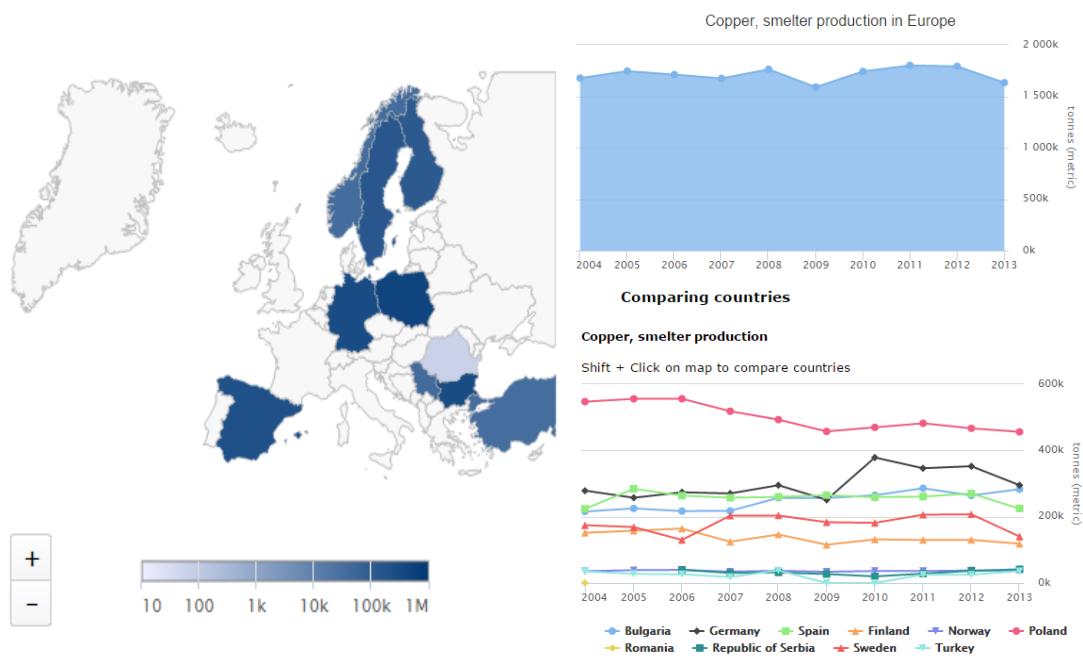 Copper, smelter production in Europe
2 000k
1 500k
1 000k
500k
0k
tonnes (metric)
2004 2005 2006 2007 2008 2009 2010 2011 2012 2013
Comparing countries
Copper, smelter production
Shift + Click on map to compare countries
600k
400k
200k
0k
tonnes (metric)
2004 2005 2006 2007 2008 2009 2010 2011 2012 2013
Bulgaria Germany Spain Finland Norway Poland
Romania Republic of Serbia Sweden Turkey
+
−
10 100 1k 10k 100k 1M